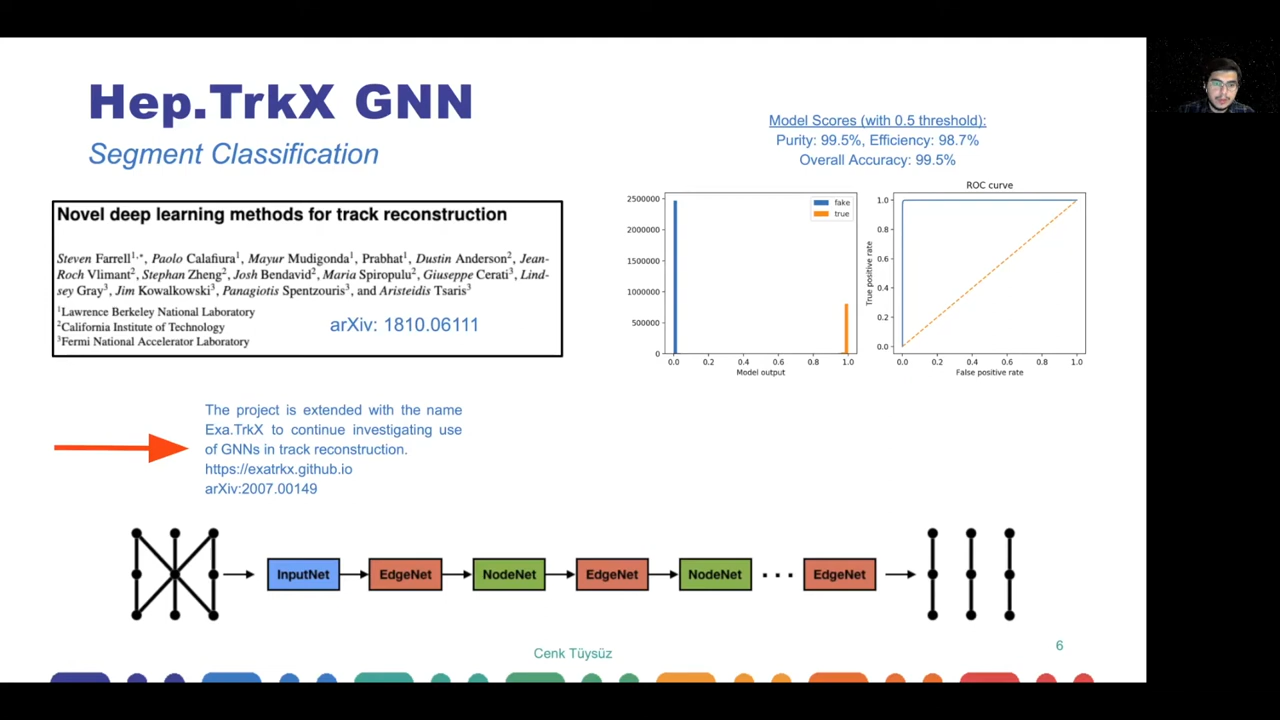 Hep.TrkX GNN
Segment Classification
Novel deep learning methods for track reconstruction
Steven Farrell1,*, Paolo Calafiura1, Mayur Mudigonda1, Prabhat1, Dustin Anderson2, Jean-
Roch Vlimant2, Stephan Zheng2, Josh Bendavid2, Maria Spiropulu2, Giuseppe Cerati3, Lind-
sey Gray3, Jim Kowalkowski3, Panagiotis Spentzouris3, and Aristeidis Tsaris3
1Lawrence Berkeley National Laboratory
2California Institute of Technology
3Fermi National Accelerator Laboratory
arXiv: 1810.06111
Model Scores (with 0.5 threshold):
Purity: 99.5%, Efficiency: 98.7%
Overall Accuracy: 99.5%
2500000
2000000
1500000
1000000
500000
0
fake
true
0.0 0.2 0.4 0.6 0.8 1.0
Model output
ROC curve
True positive rate
1.0
0.8
0.6
0.4
0.2
0.0
0.0 0.2 0.4 0.6 0.8 1.0
False positive rate
The project is extended with the name
Exa.TrkX to continue investigating use
of GNNs in track reconstruction.
https://exatrkx.github.io
arXiv:2007.00149
InputNet EdgeNet NodeNet EdgeNet NodeNet ... EdgeNet
Cenk Tüysüz
6